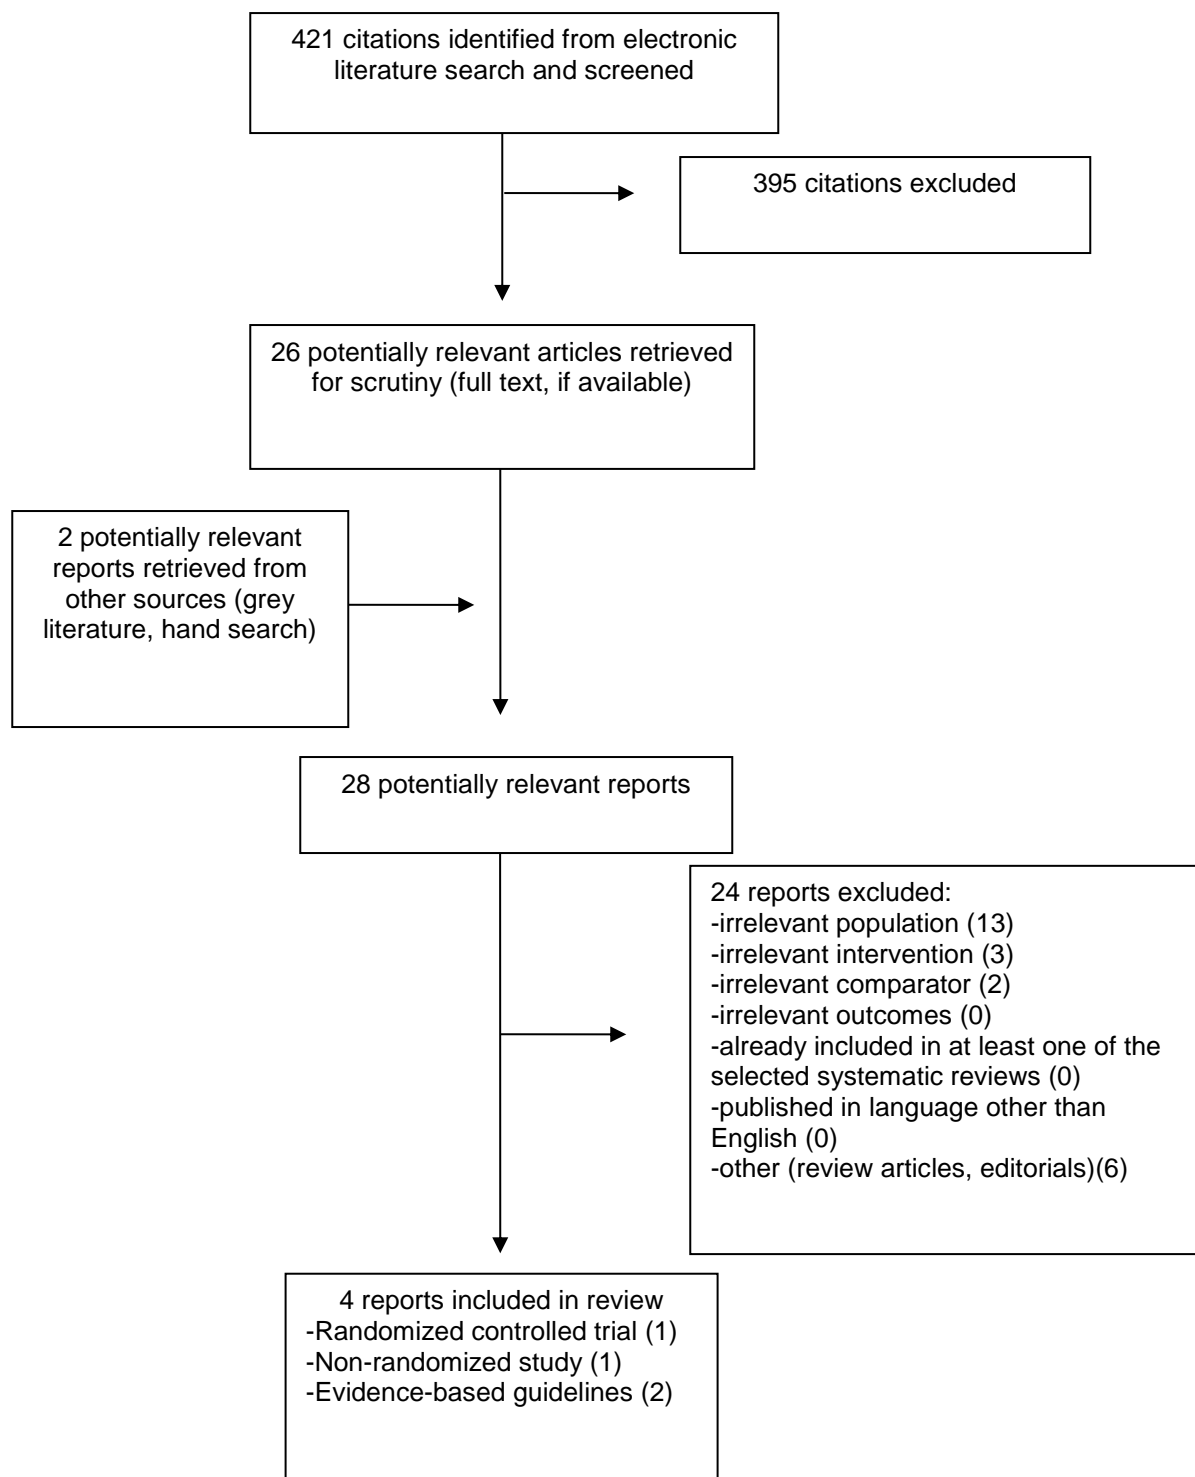 421 citations identified from electronic
literature search and screened
395 citations excluded
26 potentially relevant articles retrieved
for scrutiny (full text, if available)
2 potentially relevant
reports retrieved from
other sources (grey
literature, hand search)
28 potentially relevant reports
24 reports excluded:
-irrelevant population (13)
-irrelevant intervention (3)
-irrelevant comparator (2)
-irrelevant outcomes (0)
-already included in at least one of the
selected systematic reviews (0)
-published in language other than
English (0)
-other (review articles, editorials)(6)
4 reports included in review
-Randomized controlled trial (1)
-Non-randomized study (1)
-Evidence-based guidelines (2)